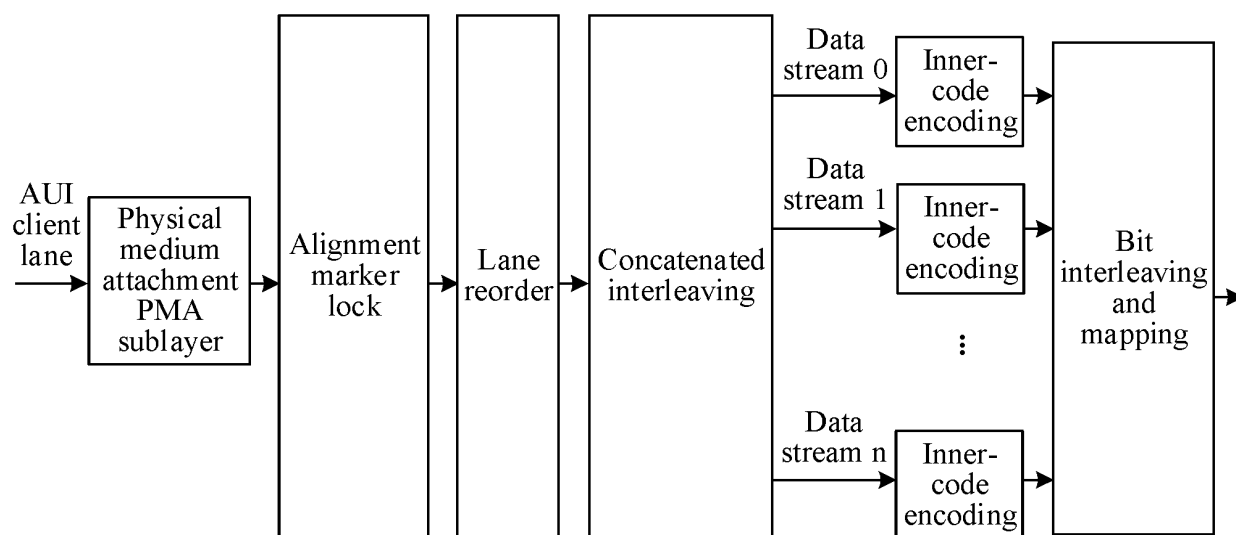 AUI
client
lane
Physical
medium
attachment
PMA
sublayer
Alignment
marker
lock
Lane
reorder
Concatenated
interleaving
Data
stream 0
Inner-
code
encoding
Data
stream 1
Inner-
code
encoding
Data
stream n
Inner-
code
encoding
Bit
interleaving
and
mapping